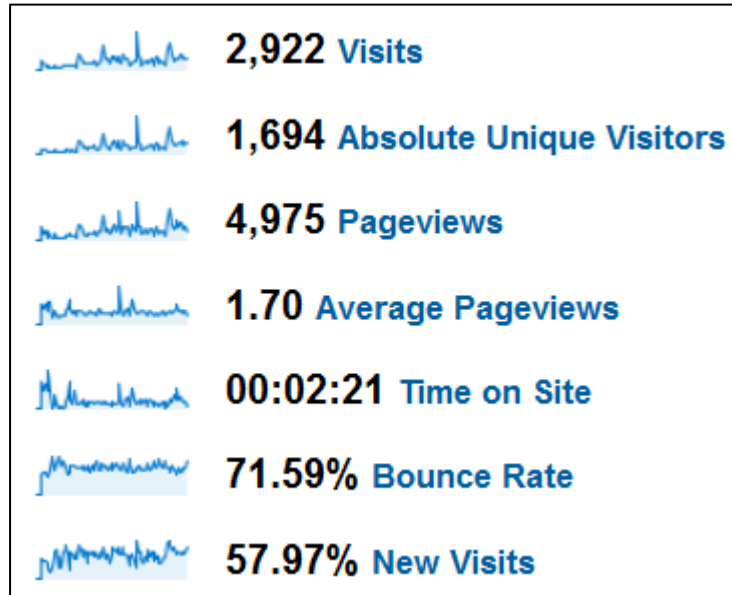 2,922 Visits
1,694 Absolute Unique Visitors
4,975 Pageviews
1.70 Average Pageviews
00:02:21 Time on Site
71.59% Bounce Rate
57.97% New Visits